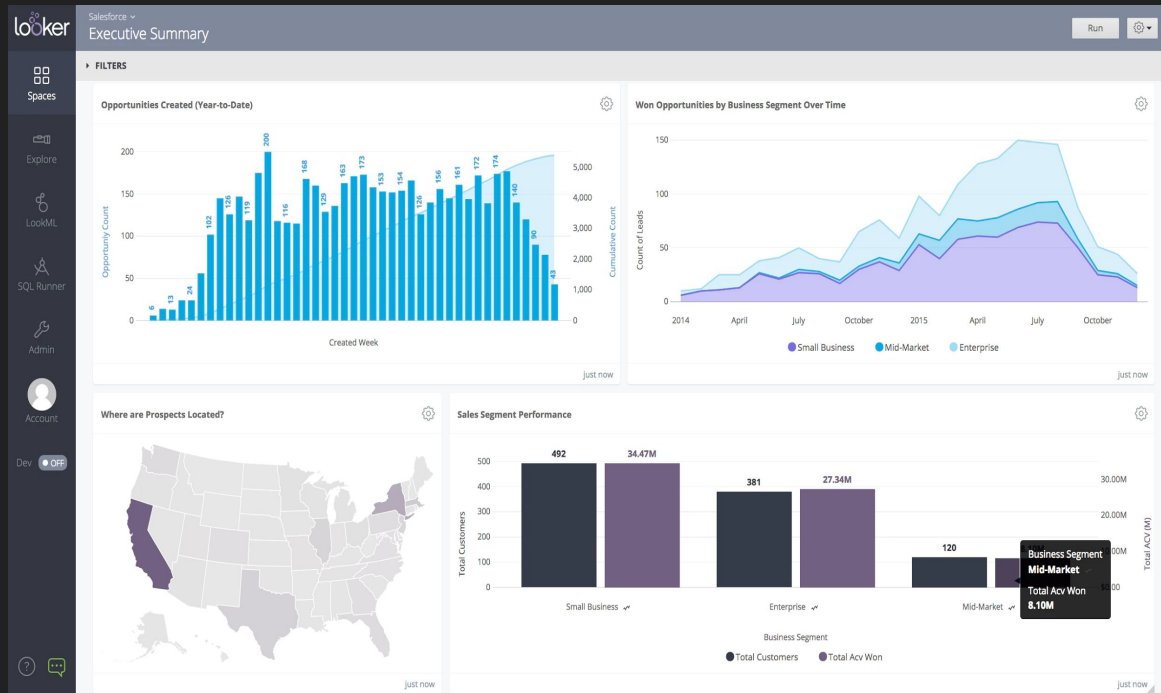 looker
Salesforce
Executive Summary
Run
Spaces
Explore
LookML
SQL Runner
Admin
Account
Dev OFF
?
FILTERS
Opportunities Created (Year-to-Date)
200
150
100
50
0
Opportuniy Count
6
13
24
102
126
119
200
116
168
129
163
173
153
154
126
156
161
172
174
140
90
43
5,000
4,000
3,000
2,000
1,000
0
Cumulative Count
Created Week
just now
Won Opportunities by Business Segment Over Time
150
100
50
0
Count of Leads
2014 April July October 2015 April July October
Small Business Mid-Market Enterprise
just now
Where are Prospects Located?
just now
Sales Segment Performance
500
400
300
200
100
0
Total Customers
492 34.47M
381 27.34M
120
30.00M
20.00M
Total ACV (M)
Business Segment
Mid-Market
Total Acv Won
8.10M
Small Business Enterprise Mid-Market
Business Segment
Total Customers Total Acv Won
just now